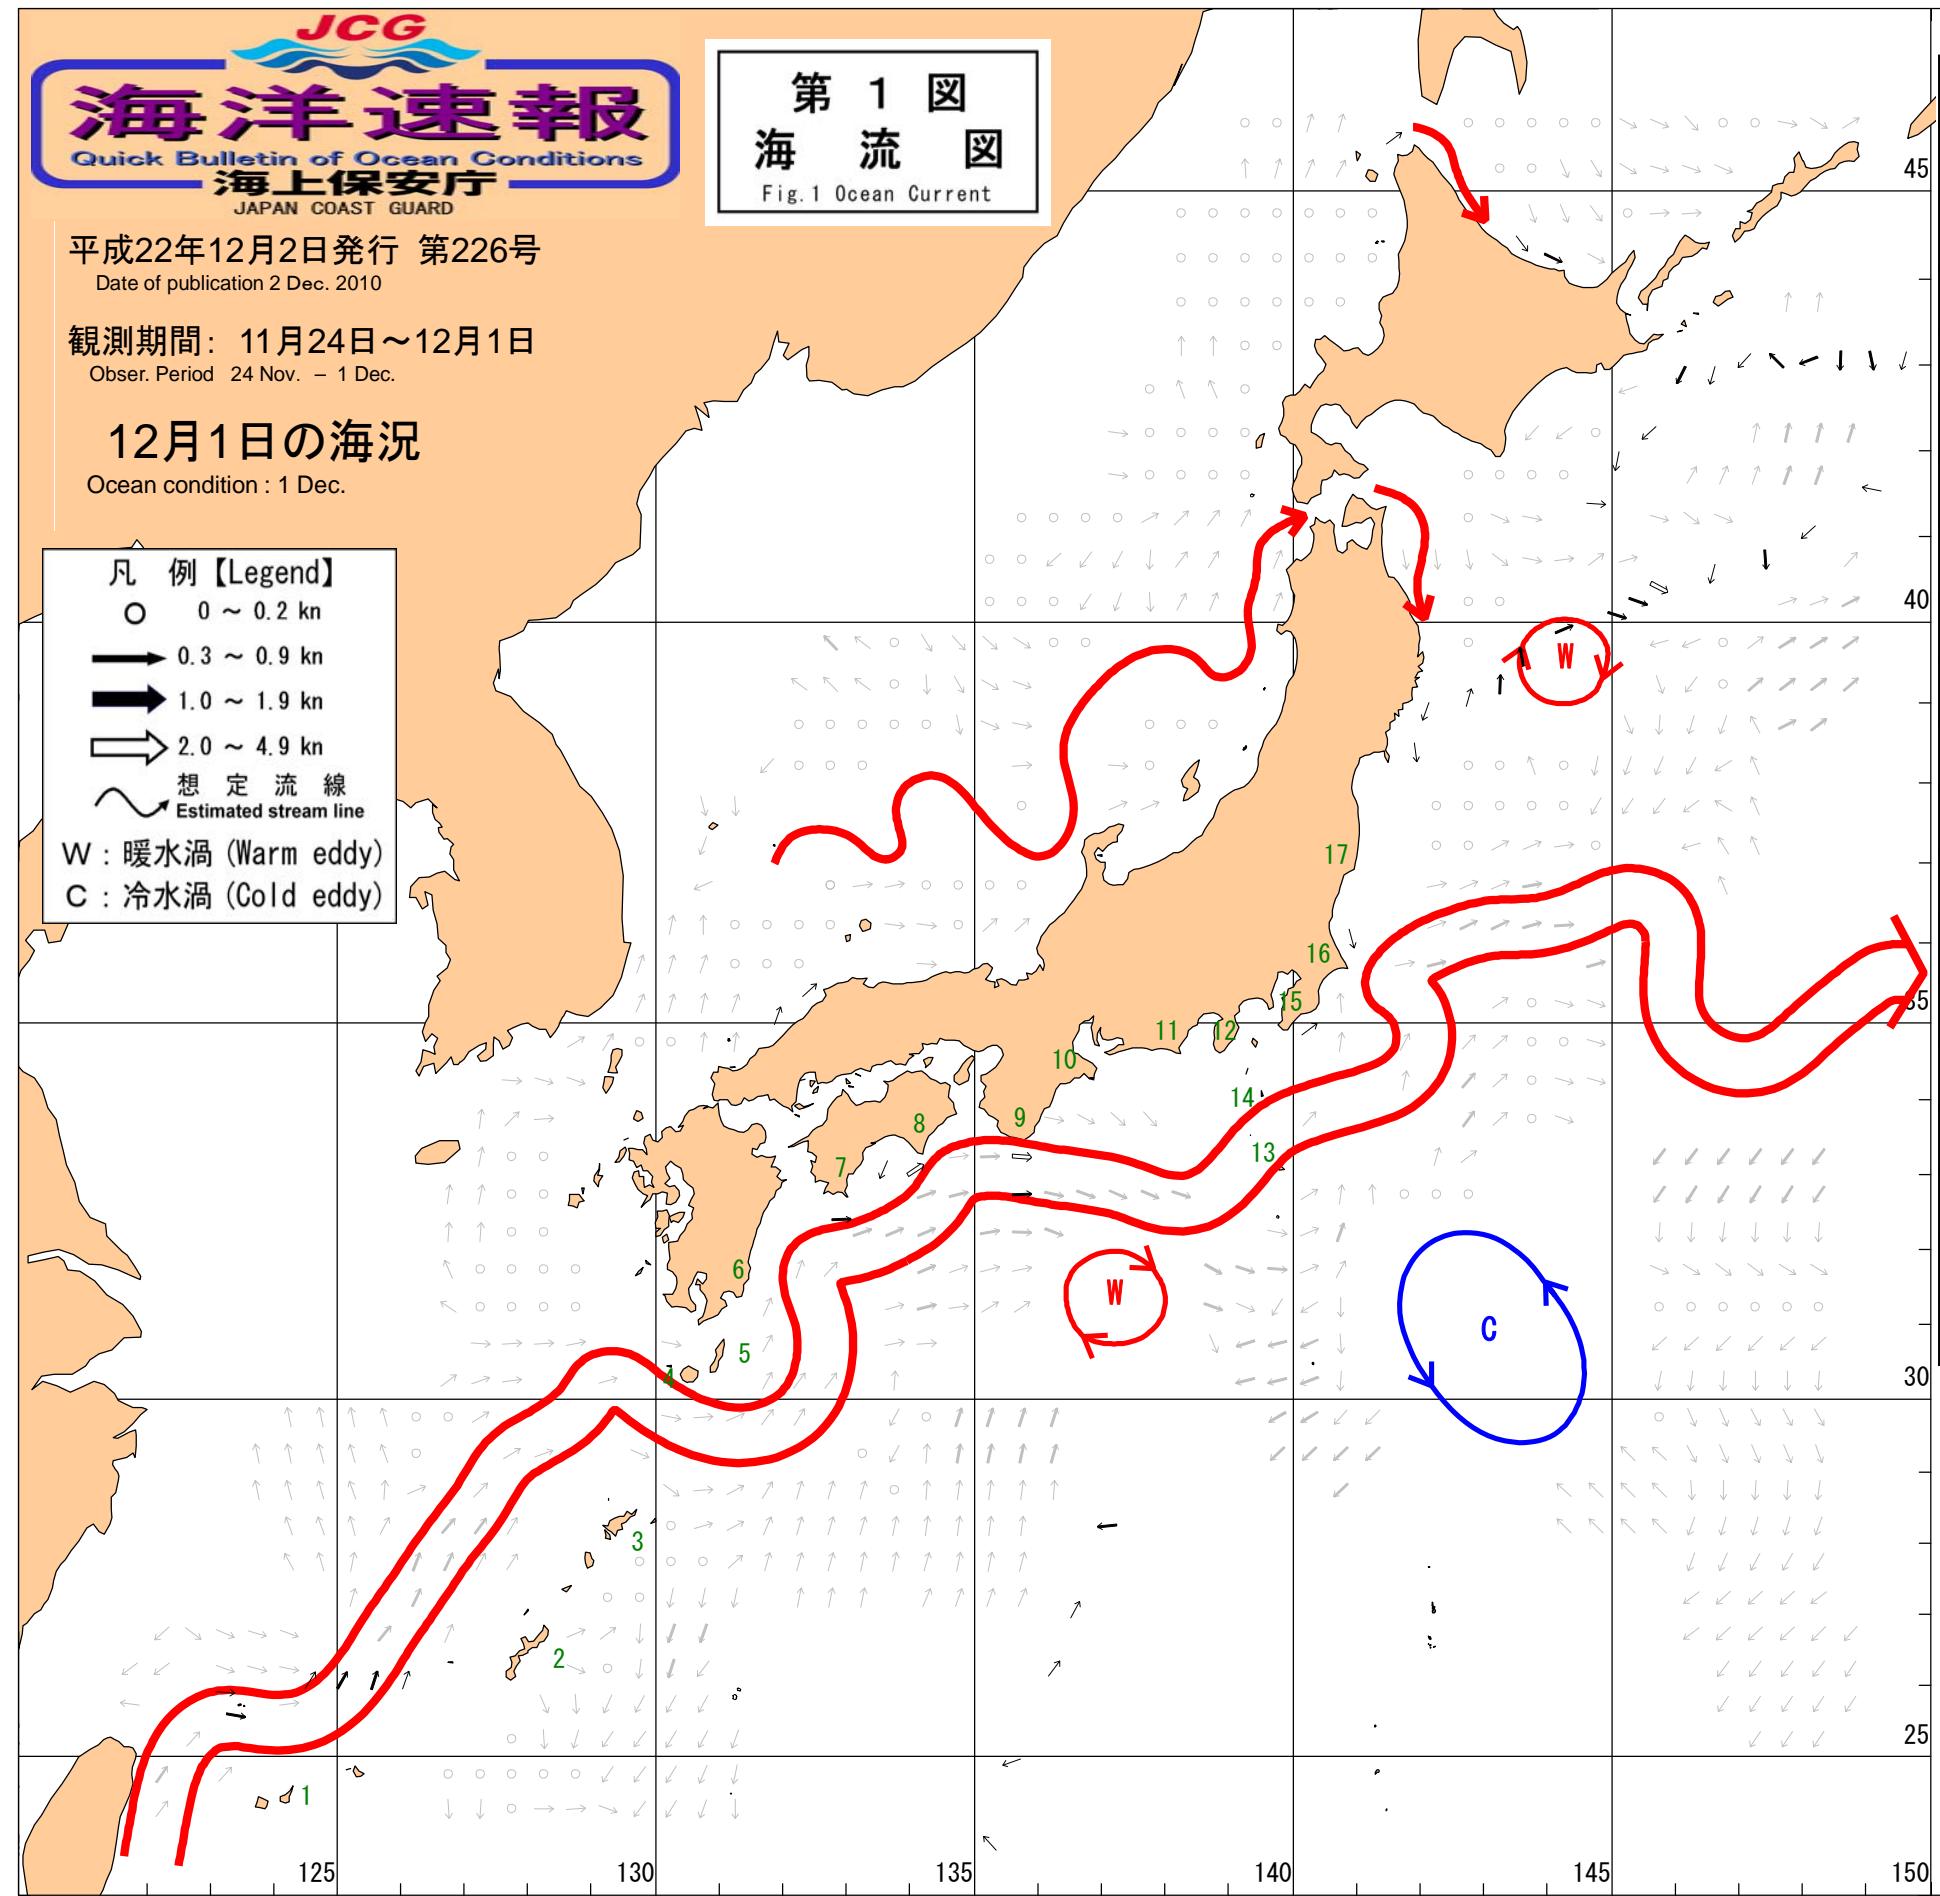 JCG
海洋速報
Quick Bulletin of Ocean Conditions
海上保安庁
JAPAN COAST GUARD
第 1 図
海 流 図
Fig.1 Ocean Current
平成22年12月2日発行 第226号
Date of publication 2 Dec. 2010
観測期間: 11月24日～12月1日
Obser. Period 24 Nov. – 1 Dec.
12月1日の海況
Ocean condition : 1 Dec.
凡 例【Legend】
0 ～ 0.2 kn
0.3 ～ 0.9 kn
1.0 ～ 1.9 kn
2.0 ～ 4.9 kn
想 定 流 線
Estimated stream line
W : 暖水渦 (Warm eddy)
C : 冷水渦 (Cold eddy)
45
40
W
17
16
15
35
11
12
10
14
9
8
13
7
6
W
C
5
4
30
3
2
25
1
125
130
135
140
145
150